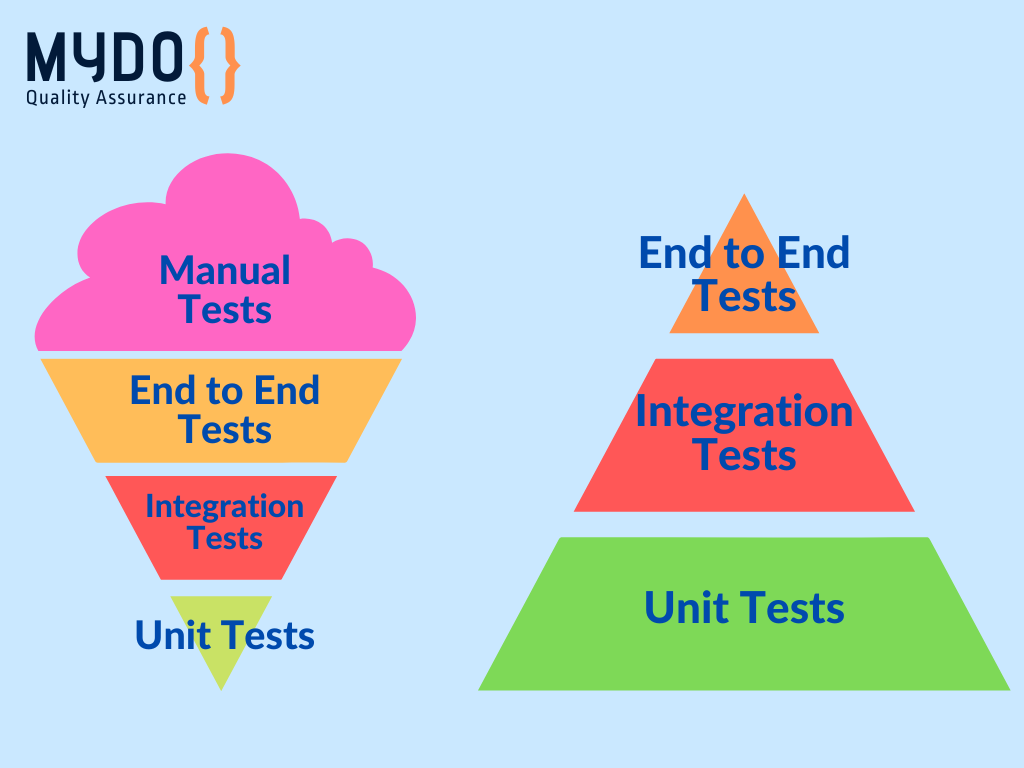 MYDO{}
Quality Assurance
Manual
Tests
End to End
Tests
Integration
Tests
Unit Tests
End to End
Tests
Integration
Tests
Unit Tests